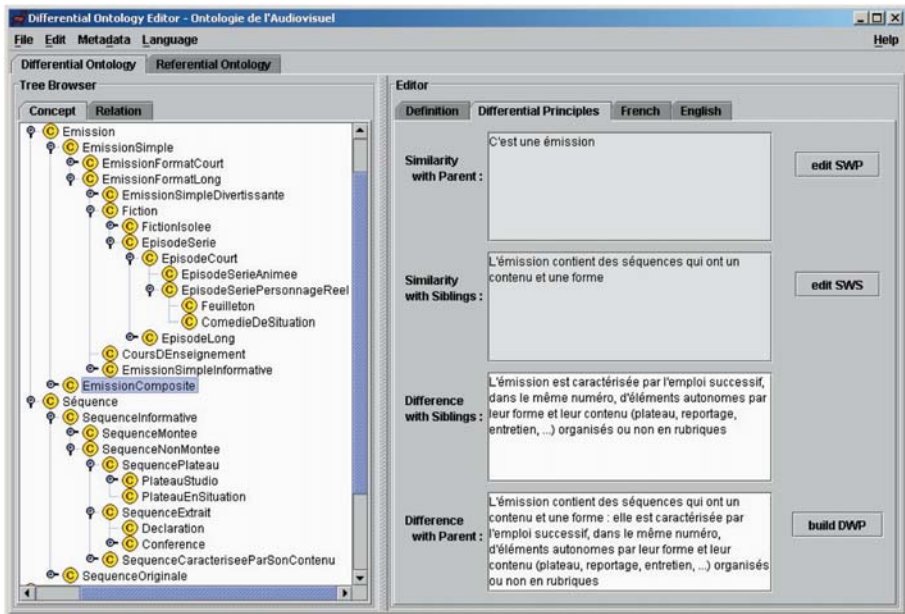 Differential Ontology Editor - Ontologie de l'Audiovisuel
File Edit Metadata Language Help
Differential Ontology Referential Ontology
Tree Browser
Concept Relation
Emission
EmissionSimple
EmissionFormatCourt
EmissionFormatLong
EmissionSimpleDivertissante
Fiction
FictionIsolee
EpisodeSerie
EpisodeCourt
EpisodeSerieAnimee
EpisodeSeriePersonnageReel
Feuilleton
ComedieDeSituation
EpisodeLong
CoursDEnseignement
EmissionSimpleInformative
EmissionComposite
Séquence
SequenceInformative
SequenceMontee
SequenceNonMontee
SequencePlateau
PlateauStudio
PlateauEnSituation
SequenceExtrait
Declaration
Conference
SequenceCaracteriseeParSonContenu
SequenceOriginale
Editor
Definition Differential Principles French English
Similarity
with Parent :
C'est une émission
edit SWP
Similarity
with Siblings :
L'émission contient des séquences qui ont un
contenu et une forme
edit SWS
Difference
with Siblings :
L'émission est caractérisée par l'emploi successif,
dans le même numéro, d'éléments autonomes par
leur forme et leur contenu (plateau, reportage,
entretien, ...) organisés ou non en rubriques
Difference
with Parent :
L'émission contient des séquences qui ont un
contenu et une forme : elle est caractérisée par
l'emploi successif, dans le même numéro,
d'éléments autonomes par leur forme et leur
contenu (plateau, reportage, entretien, ...) organisés
ou non en rubriques
build DWP